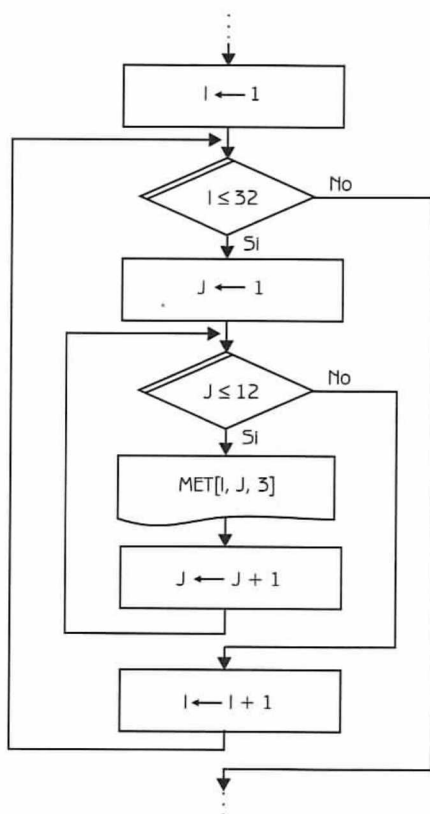 I ← 1
I ≤ 32
No
Si
J ← 1
J ≤ 12
No
Si
MET[I, J, 3]
J ← J + 1
I ← I + 1